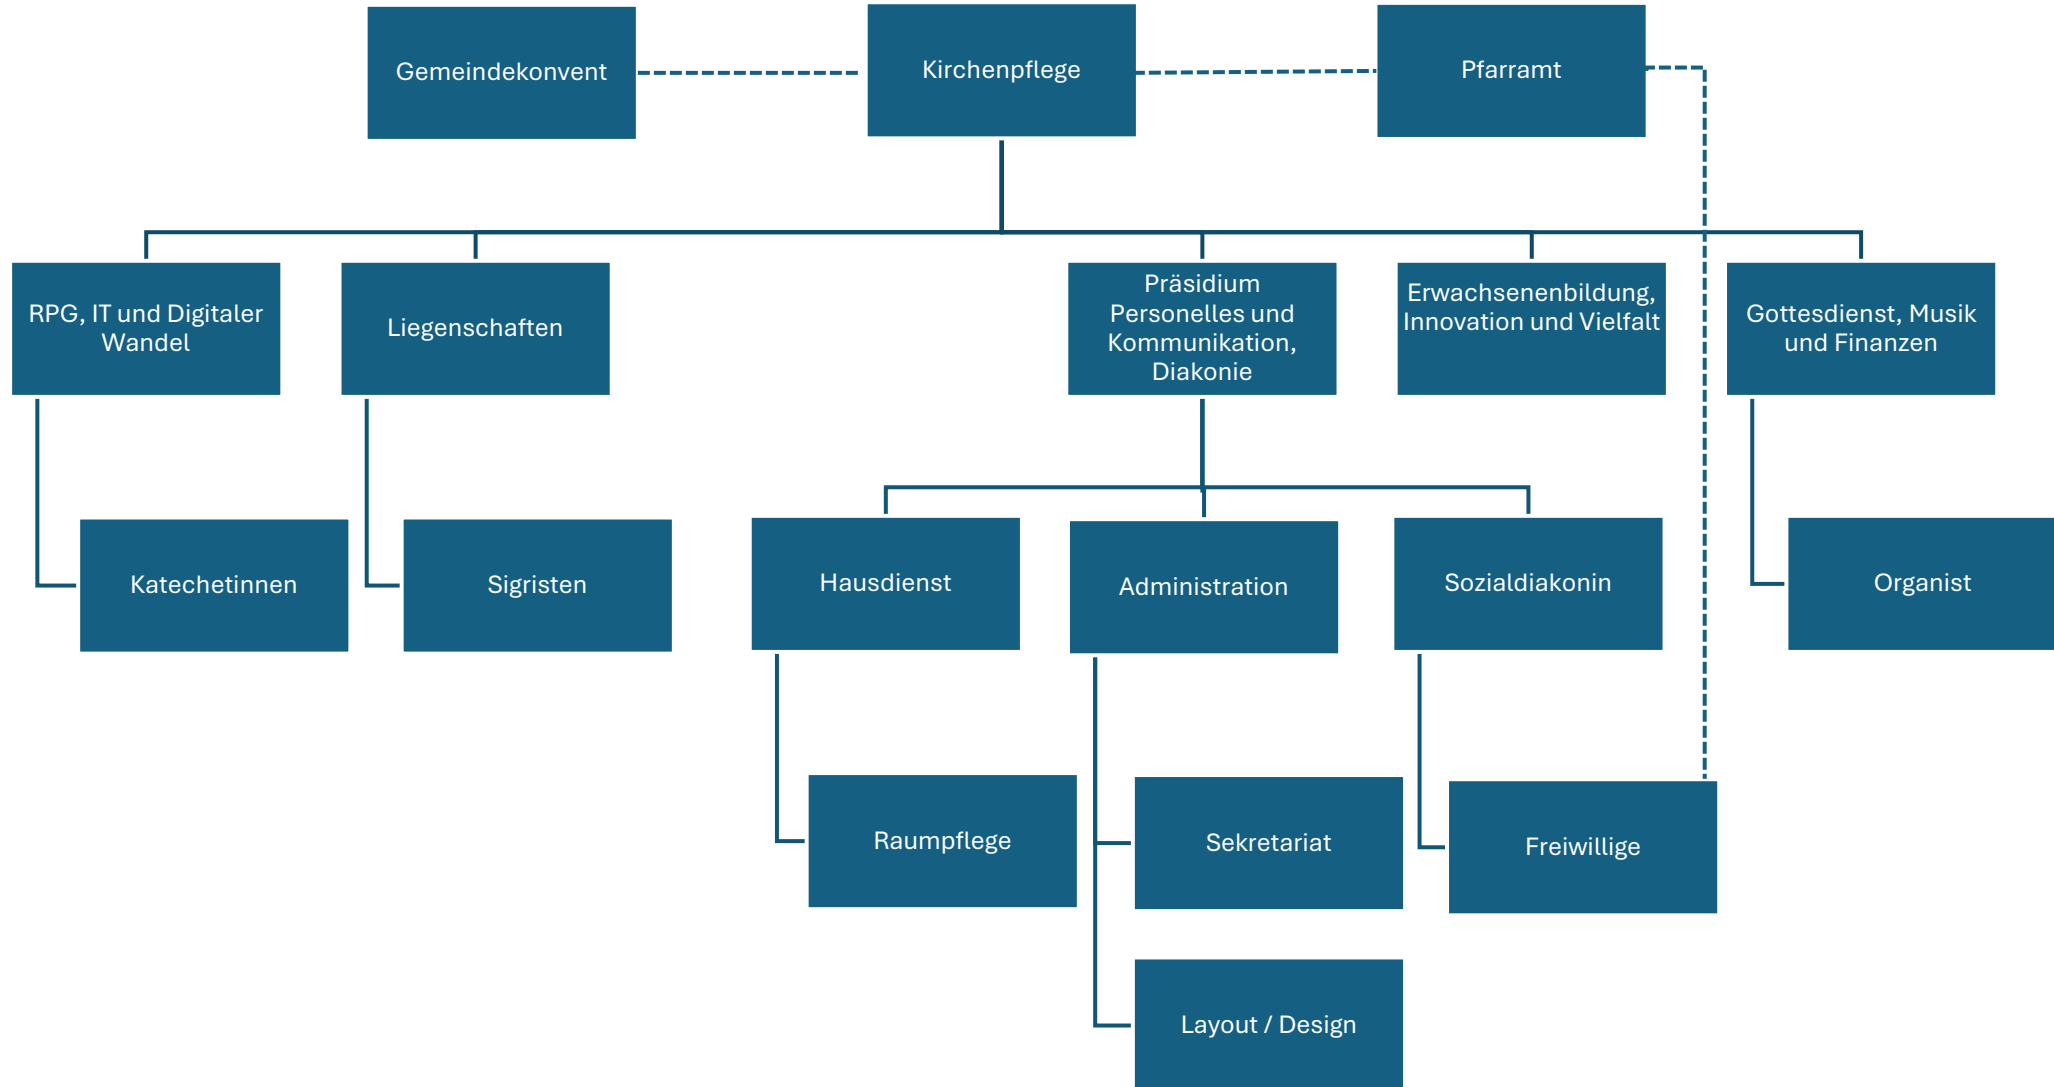 Gemeindekonvent
Kirchenpflege
Pfarramt
RPG, IT und Digitaler
Wandel
Liegenschaften
Präsidium
Personelles und
Kommunikation,
Diakonie
Erwachsenenbildung,
Innovation und Vielfalt
Gottesdienst, Musik
und Finanzen
Katechetinnen
Sigristen
Hausdienst
Administration
Sozialdiakonin
Organist
Raumpflege
Sekretariat
Freiwillige
Layout / Design